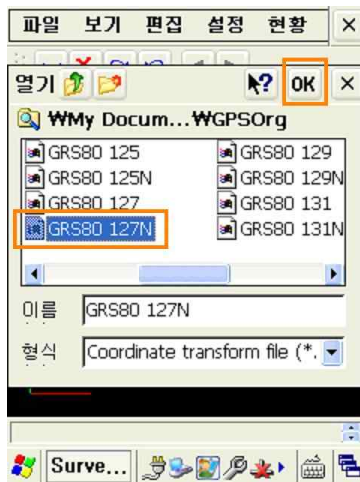 파일 보기 편집 설정 현황 ×
열기 ? OK ×
₩My Docum...₩GPSOrg
GRS80 125 GRS80 129
GRS80 125N GRS80 129N
GRS80 127 GRS80 131
GRS80 127N GRS80 131N
이름 GRS80 127N
형식 Coordinate transform file (*.
Surve...